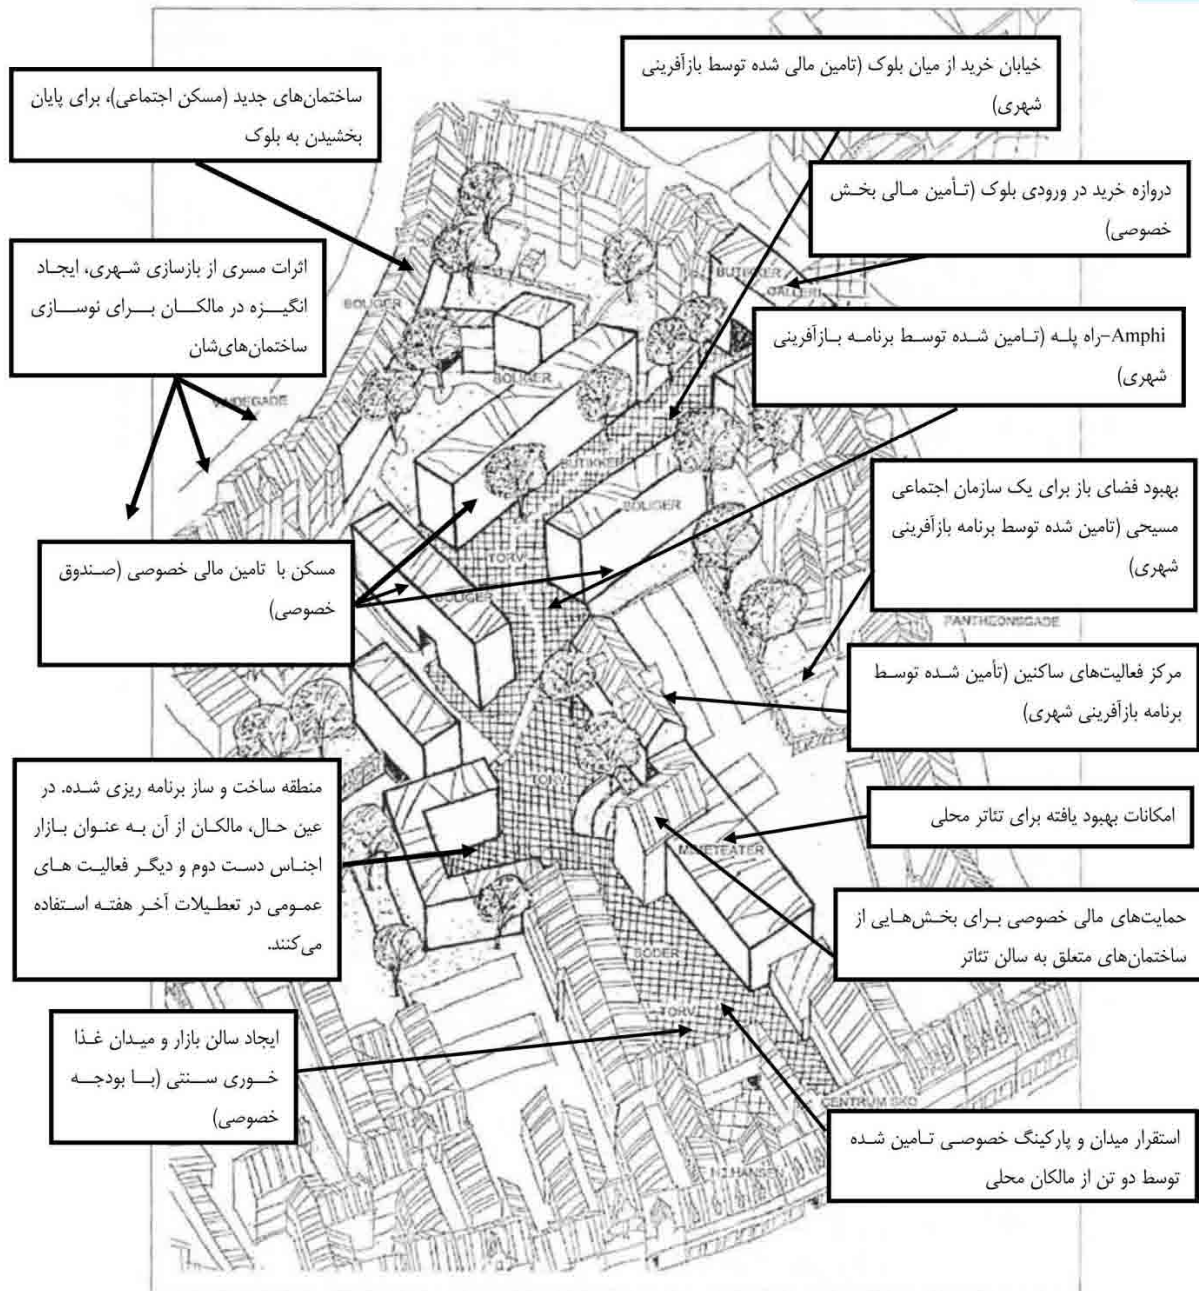 خیابان خرید از میان بلوک (تامین مالی شده توسط بازآفرینی
شهری)
ساختمان‌های جدید (مسکن اجتماعی)، برای پایان
بخشیدن به بلوک
دروازه خرید در ورودی بلوک (تأمین مالی بخش
خصوصی)
اثرات مسری از بازسازی شهری، ایجاد
انگیزه در مالکان برای نوسازی
ساختمان‌های‌شان
BUTIKKER
GALLERI
BOLIGER
Amphi-راه پله (تامین شده توسط برنامه بازآفرینی
شهری)
BOLIGER
BUTIKKER
BOLIGER
بهبود فضای باز برای یک سازمان اجتماعی
مسیحی (تامین شده توسط برنامه بازآفرینی
شهری)
TORV
مسکن با تامین مالی خصوصی (صندوق
خصوصی)
BOLIGER
PANTHEONSGADE
مرکز فعالیت‌های ساکنین (تأمین شده توسط
برنامه بازآفرینی شهری)
TORV
منطقه ساخت و ساز برنامه ریزی شده. در
عین حال، مالکان از آن به عنوان بازار
اجناس دست دوم و دیگر فعالیت های
عمومی در تعطیلات آخر هفته استفاده
می‌کنند.
امکانات بهبود یافته برای تئاتر محلی
حمایت‌های مالی خصوصی برای بخش‌هایی از
ساختمان‌های متعلق به سالن تئاتر
BODER
TORV
ایجاد سالن بازار و میدان غذا
خوری سنتی (با بودجه
خصوصی)
CENTRUM SKO
استقرار میدان و پارکینگ خصوصی تامین شده
توسط دو تن از مالکان محلی
HANSEN